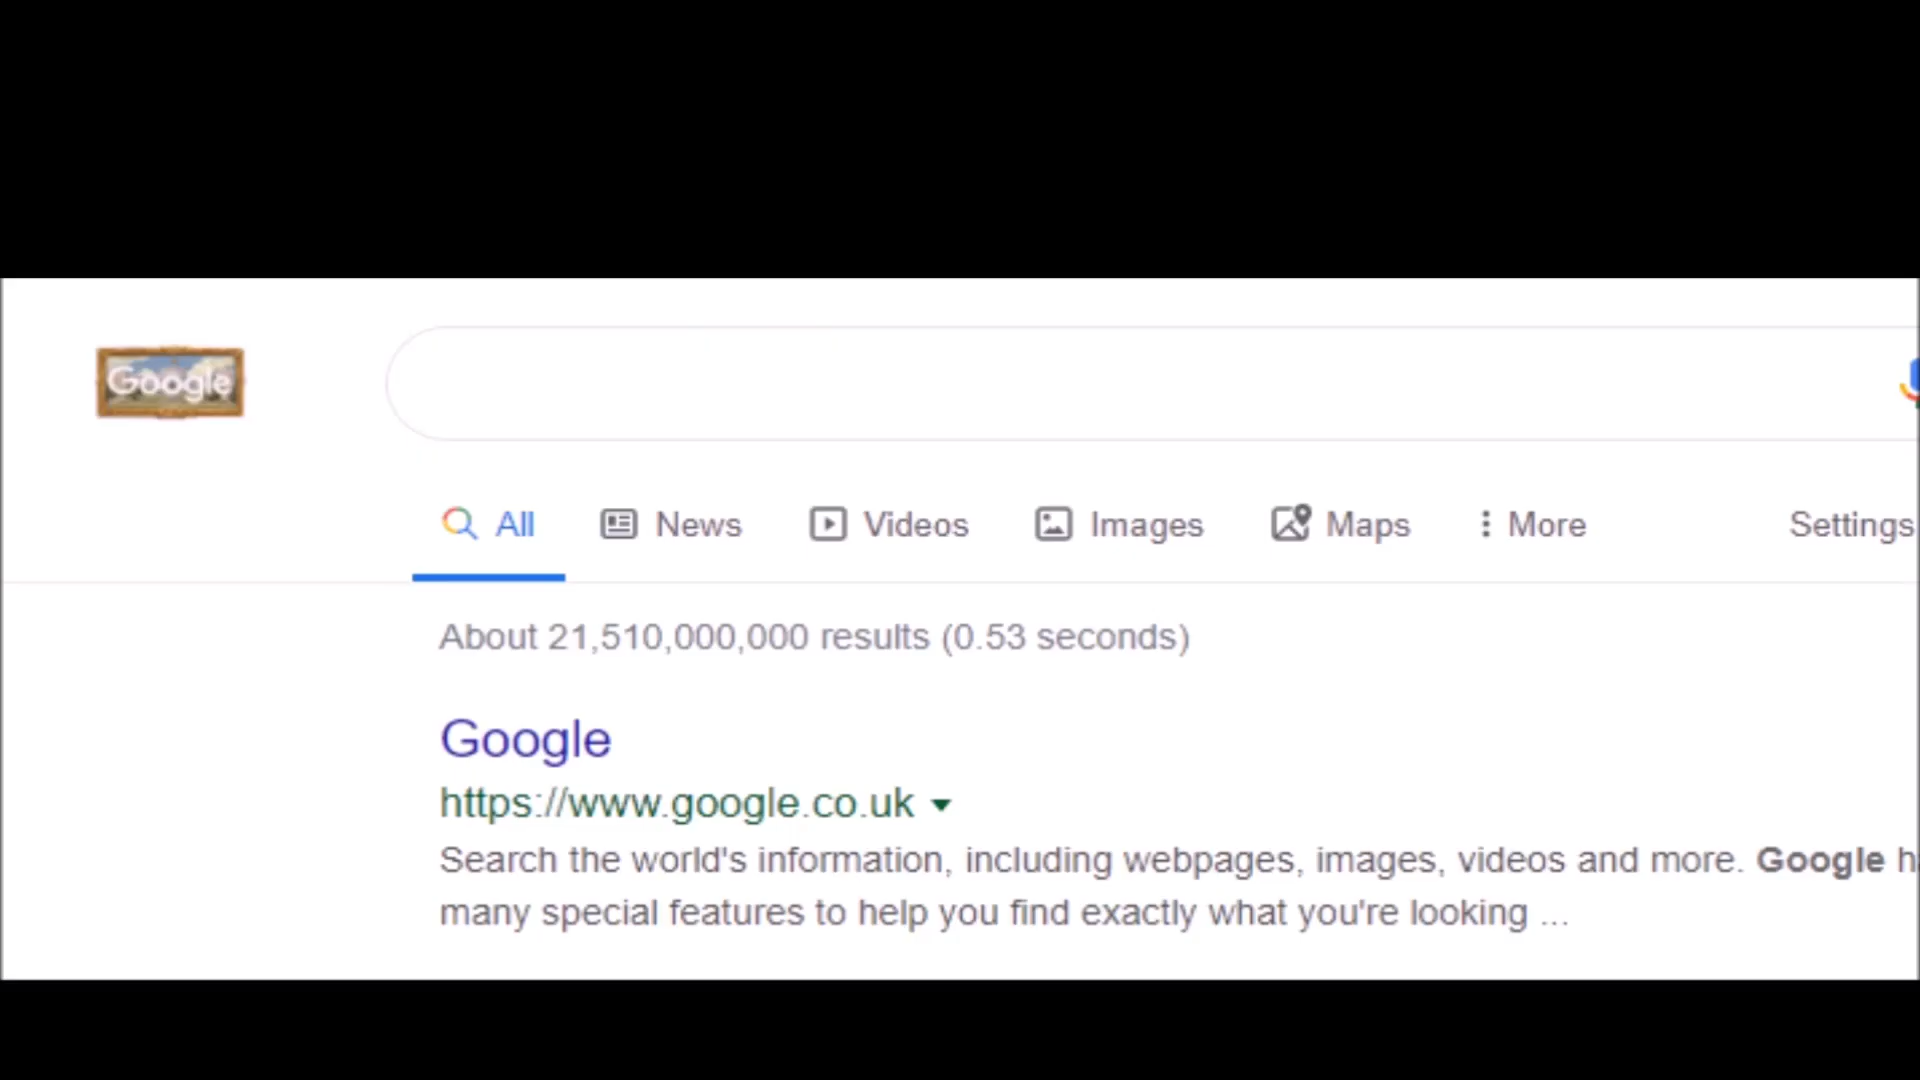 Google
All News Videos Images Maps More Settings
About 21,510,000,000 results (0.53 seconds)
Google
https://www.google.co.uk
Search the world's information, including webpages, images, videos and more. Google
many special features to help you find exactly what you're looking ...